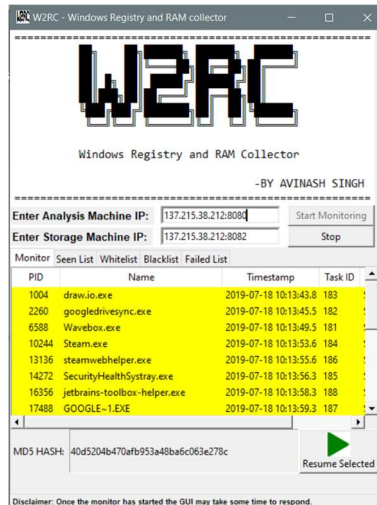 W2RC - Windows Registry and RAM collector
W2RC
Windows Registry and RAM Collector
-BY AVINASH SINGH
Enter Analysis Machine IP: 137.215.38.212:8080 Start Monitoring
Enter Storage Machine IP: 137.215.38.212:8082 Stop
Monitor Seen List Whitelist Blacklist Failed List
PID Name Timestamp Task ID
1004 draw.io.exe 2019-07-18 10:13:43.8 183
2260 googledrivesync.exe 2019-07-18 10:13:45.5 182
6588 Wavebox.exe 2019-07-18 10:13:49.5 181
10244 Steam.exe 2019-07-18 10:13:53.6 184
13136 steamwebhelper.exe 2019-07-18 10:13:55.6 186
14272 SecurityHealthSystray.exe 2019-07-18 10:13:56.3 185
16356 jetbrains-toolbox-helper.exe 2019-07-18 10:13:58.3 188
17488 GOOGLE~1.EXE 2019-07-18 10:13:59.3 187
MD5 HASH: 40d5204b470afb953a48ba6c063e278c
Resume Selected
Disclaimer: Once the monitor has started the GUI may take some time to respond.